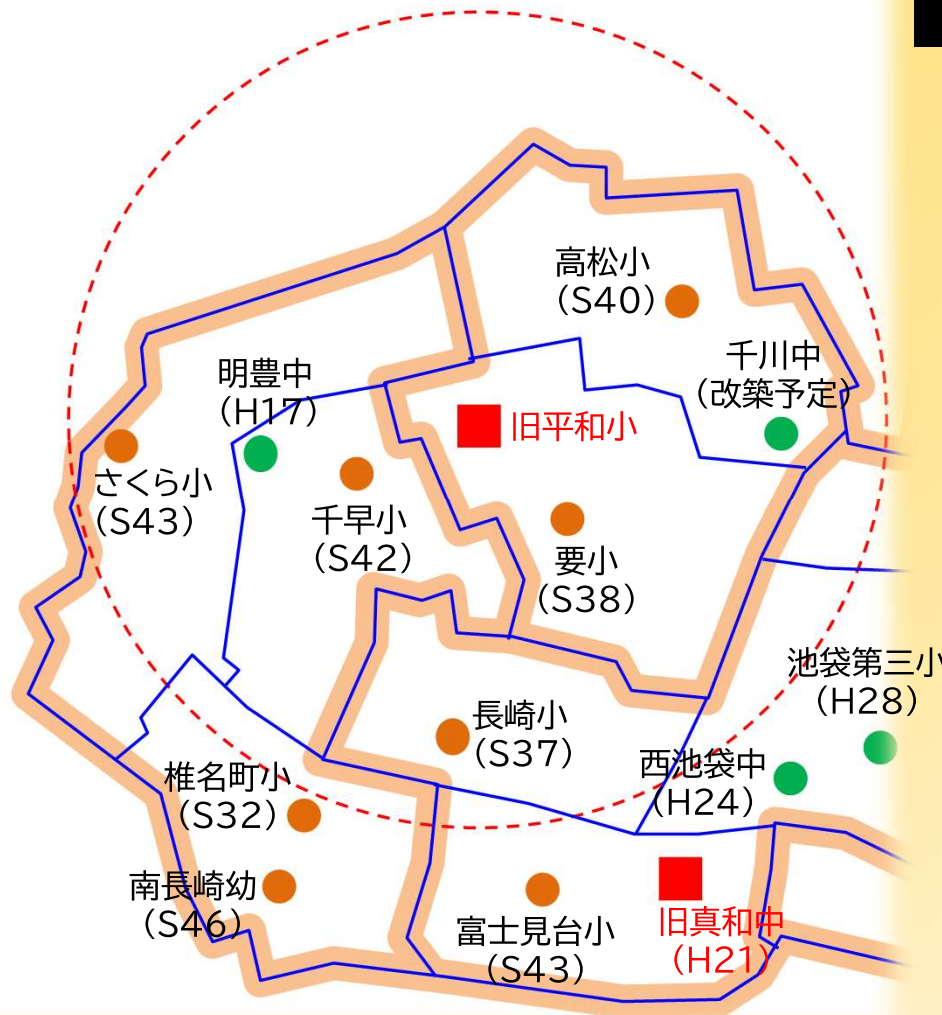 高松小
（S40）
千川中
（改築予定）
明豊中
（H17）
旧平和小
さくら小
（S43）
千早小
（S42）
要小
（S38）
池袋第三小
（H28）
長崎小
（S37）
西池袋中
（H24）
椎名町小
（S32）
南長崎幼
（S46）
富士見台小
（S43）
旧真和中
（H21）